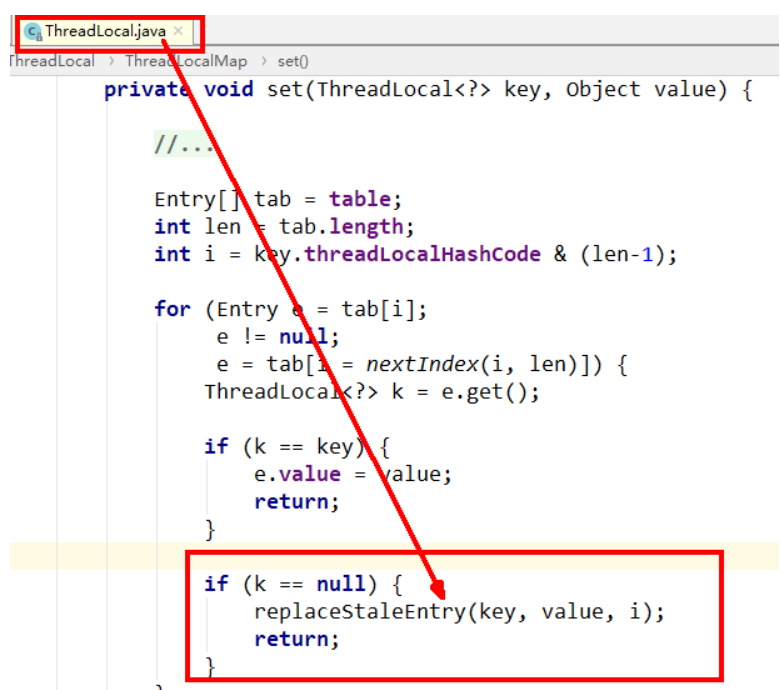 ThreadLocal.java ×
ThreadLocal > ThreadLocalMap > set()
private void set(ThreadLocal<?> key, Object value) {
//...
Entry[] tab = table;
int len = tab.length;
int i = key.threadLocalHashCode & (len-1);
for (Entry e = tab[i];
e != null;
e = tab[i = nextIndex(i, len)]) {
ThreadLocal<?> k = e.get();
if (k == key) {
e.value = value;
return;
}
if (k == null) {
replaceStaleEntry(key, value, i);
return;
}
}